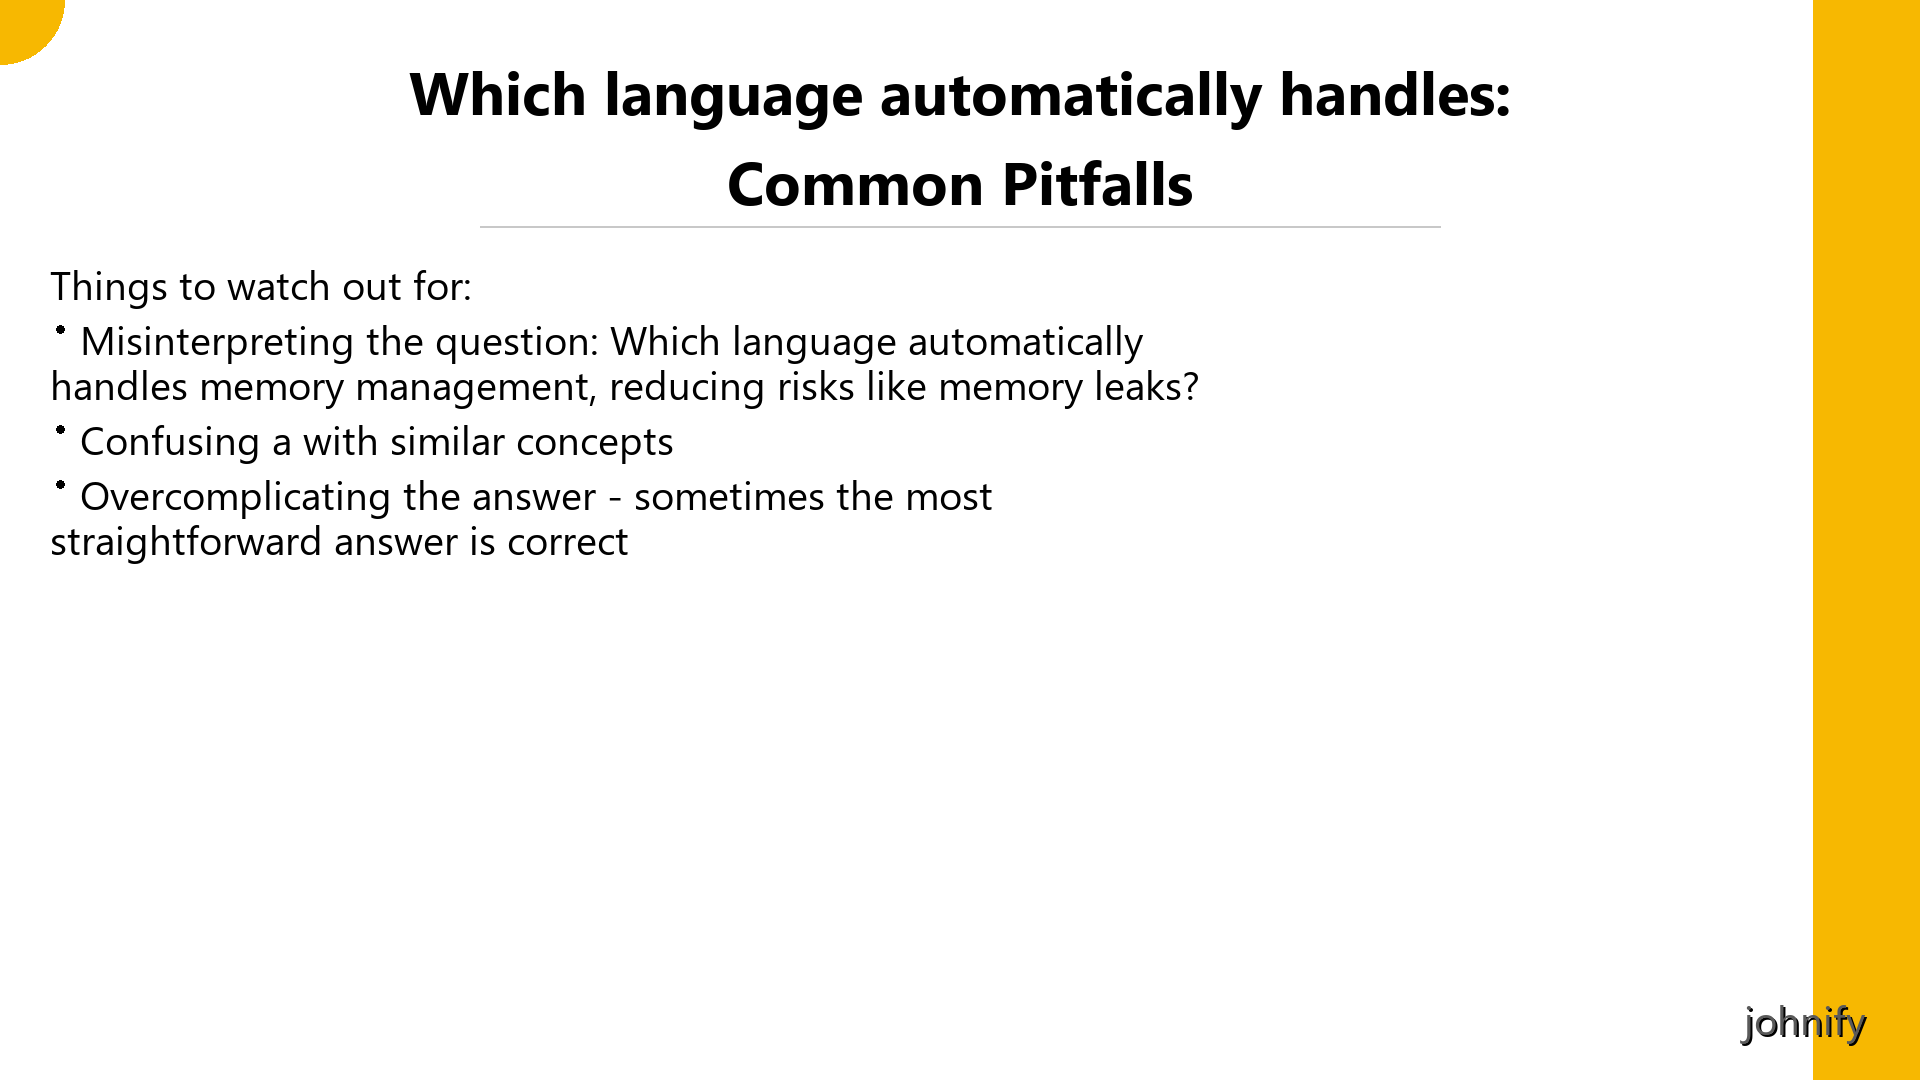 Which language automatically handles:
Common Pitfalls
Things to watch out for:
• Misinterpreting the question: Which language automatically
handles memory management, reducing risks like memory leaks?
• Confusing a with similar concepts
• Overcomplicating the answer - sometimes the most
straightforward answer is correct
johnify